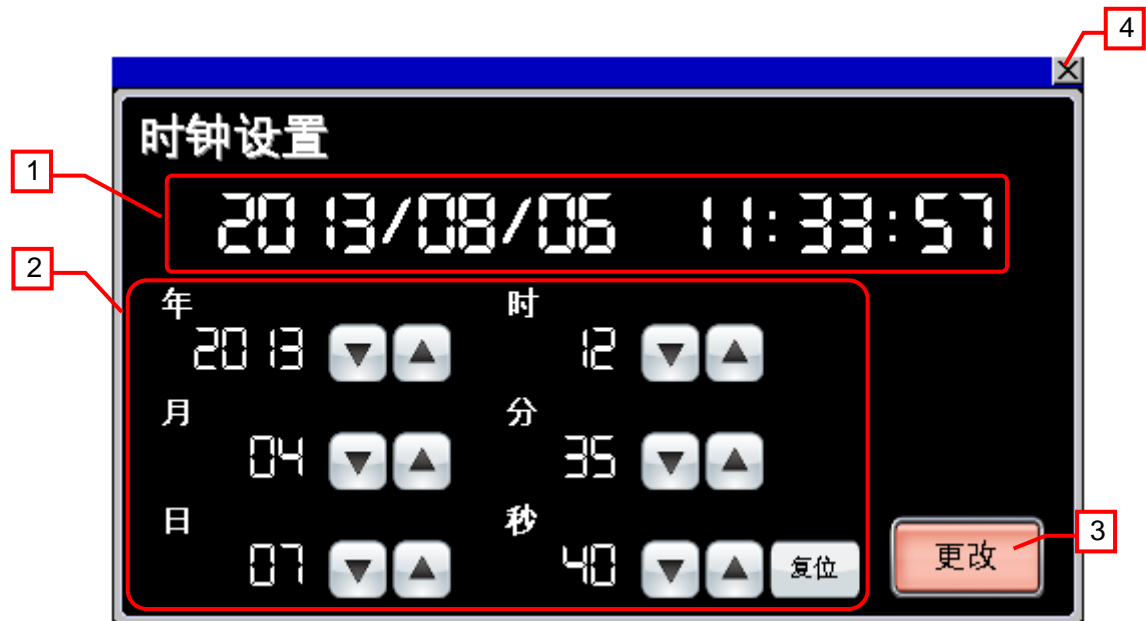 4
时钟设置
1
2013/08/06 11:33:57
2
年 时
2013 ▼ ▲ 12 ▼ ▲
月 分
04 ▼ ▲ 35 ▼ ▲
日 秒
07 ▼ ▲ 40 ▼ ▲ 复位
更改
3